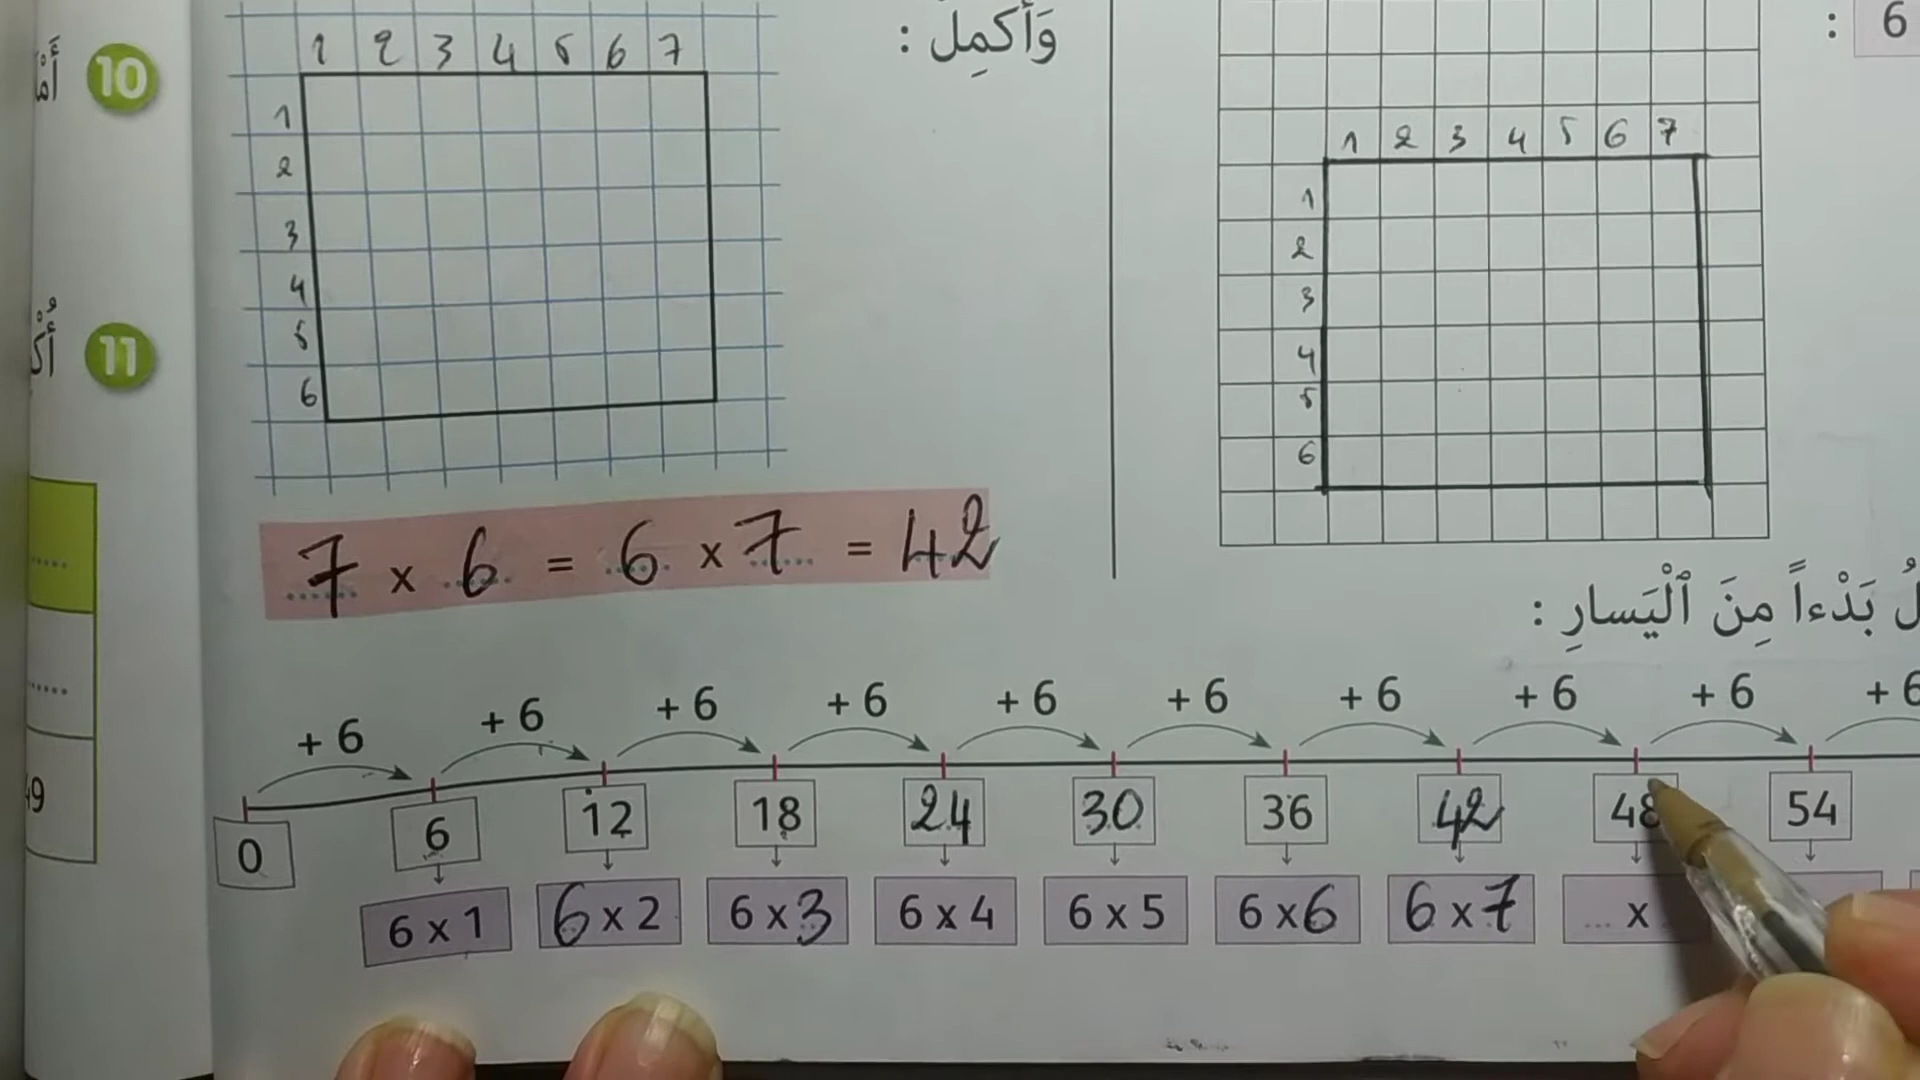 وَأُكْمِلُ :
6 :
10
11
1 2 3 4 5 6 7
1
2
3
4
5
6
1 2 3 4 5 6 7
1
2
3
4
5
6
7 x 6 = 6 x 7 = 42
بَدْءاً مِنَ ٱلْيَسارِ :
+ 6 + 6 + 6 + 6 + 6 + 6 + 6 + 6 + 6 + 6
0 6 12 18 24 30 36 42 48 54
6 x 1 6 x 2 6 x 3 6 x 4 6 x 5 6 x 6 6 x 7 ... x